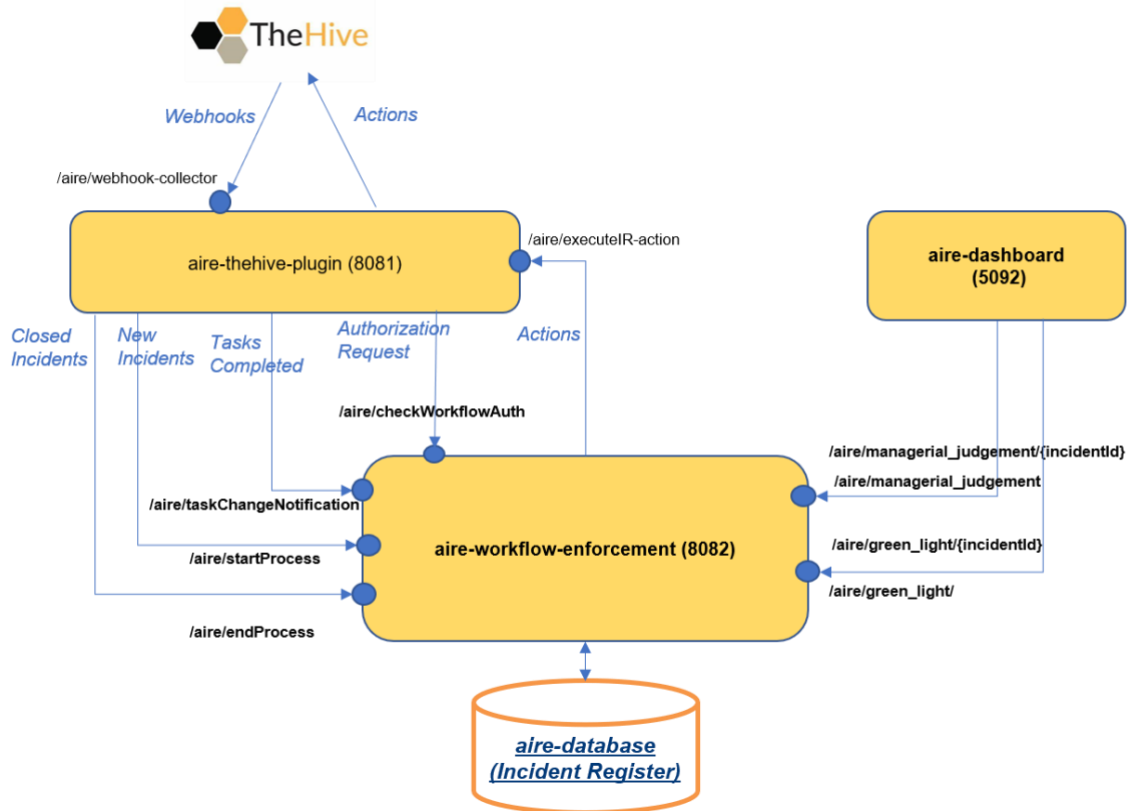 TheHive
Webhooks
Actions
/aire/webhook-collector
aire-thehive-plugin (8081)
/aire/executeIR-action
aire-dashboard
(5092)
Closed
Incidents
New
Incidents
Tasks
Completed
Authorization
Request
Actions
/aire/checkWorkflowAuth
/aire/managerial_judgement/{incidentId}
/aire/managerial_judgement
/aire/taskChangeNotification
/aire/startProcess
aire-workflow-enforcement (8082)
/aire/green_light/{incidentId}
/aire/green_light/
/aire/endProcess
aire-database
(Incident Register)